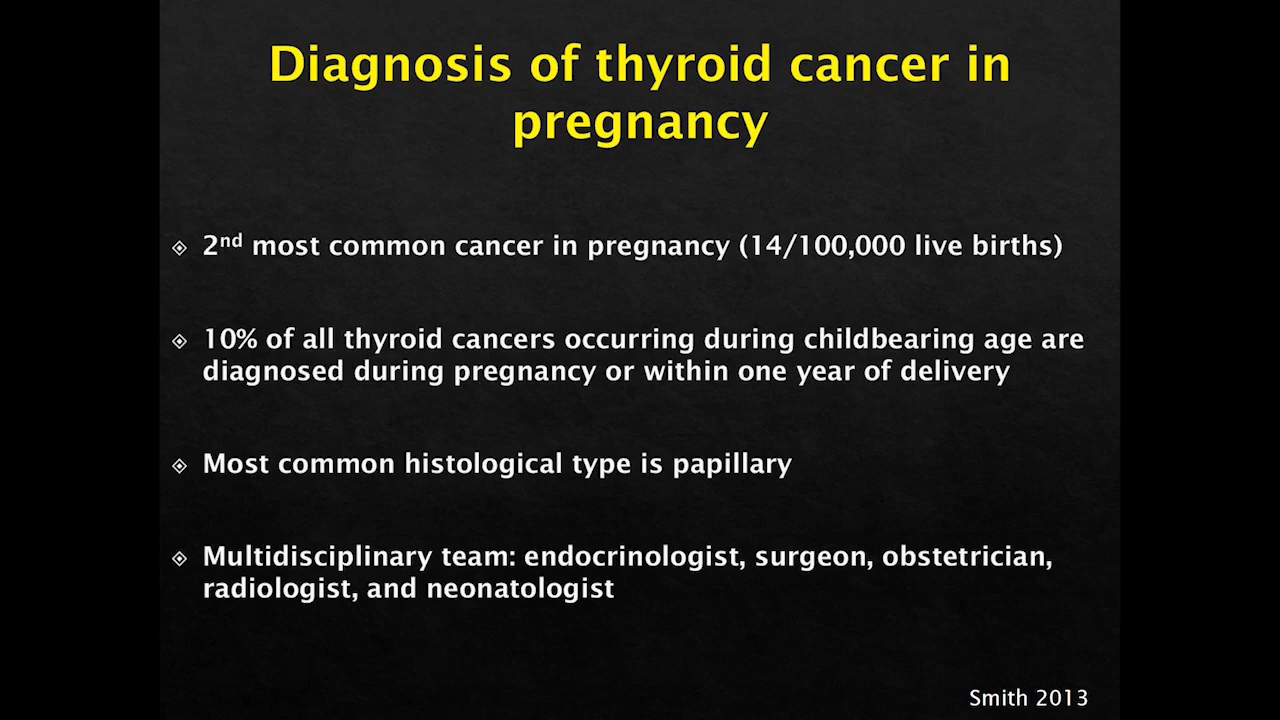 Diagnosis of thyroid cancer in
pregnancy
2nd most common cancer in pregnancy (14/100,000 live births)
10% of all thyroid cancers occurring during childbearing age are
diagnosed during pregnancy or within one year of delivery
Most common histological type is papillary
Multidisciplinary team: endocrinologist, surgeon, obstetrician,
radiologist, and neonatologist
Smith 2013